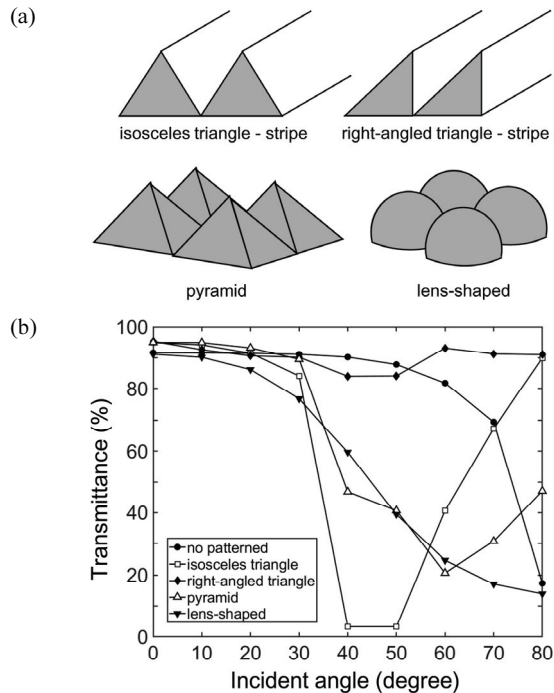 (a)
isosceles triangle - stripe
right-angled triangle - stripe
pyramid
lens-shaped
(b)
Transmittance (%)
100
80
60
40
20
0
no patterned
isosceles triangle
right-angled triangle
pyramid
lens-shaped
0 10 20 30 40 50 60 70 80
Incident angle (degree)